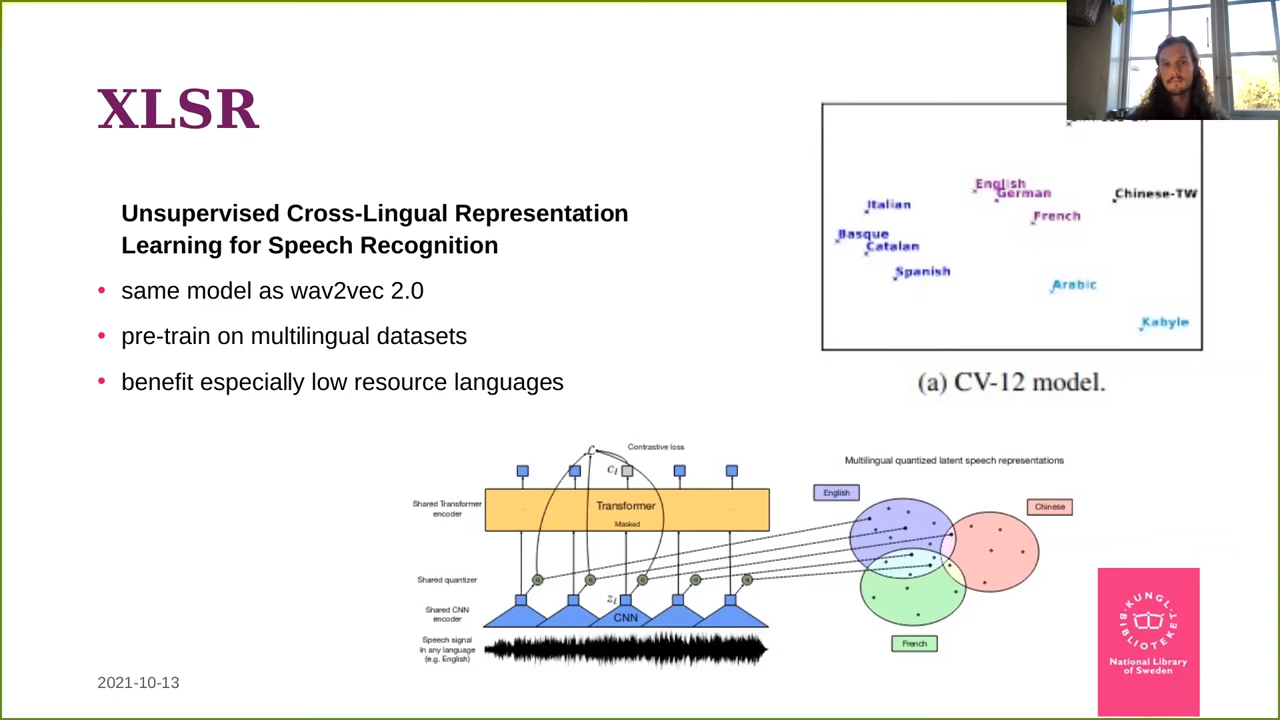 XLSR
Unsupervised Cross-Lingual Representation
Learning for Speech Recognition
• same model as wav2vec 2.0
• pre-train on multilingual datasets
• benefit especially low resource languages
English
German
Chinese-TW
Italian
French
Basque
Catalan
Spanish
Arabic
Kabyle
(a) CV-12 model.
Contrastive loss
ℒ
c_t
Shared Transformer
encoder
Transformer
Masked
Shared quantizer
z_t
Shared CNN
encoder
CNN
Speech signal
In any language
(e.g. English)
Multilingual quantized latent speech representations
English
Chinese
French
KUNGL.
BIBLIOTEKET
National Library
of Sweden
2021-10-13